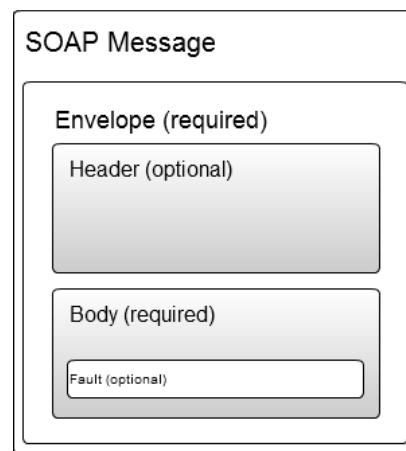 SOAP Message
Envelope (required)
Header (optional)
Body (required)
Fault (optional)